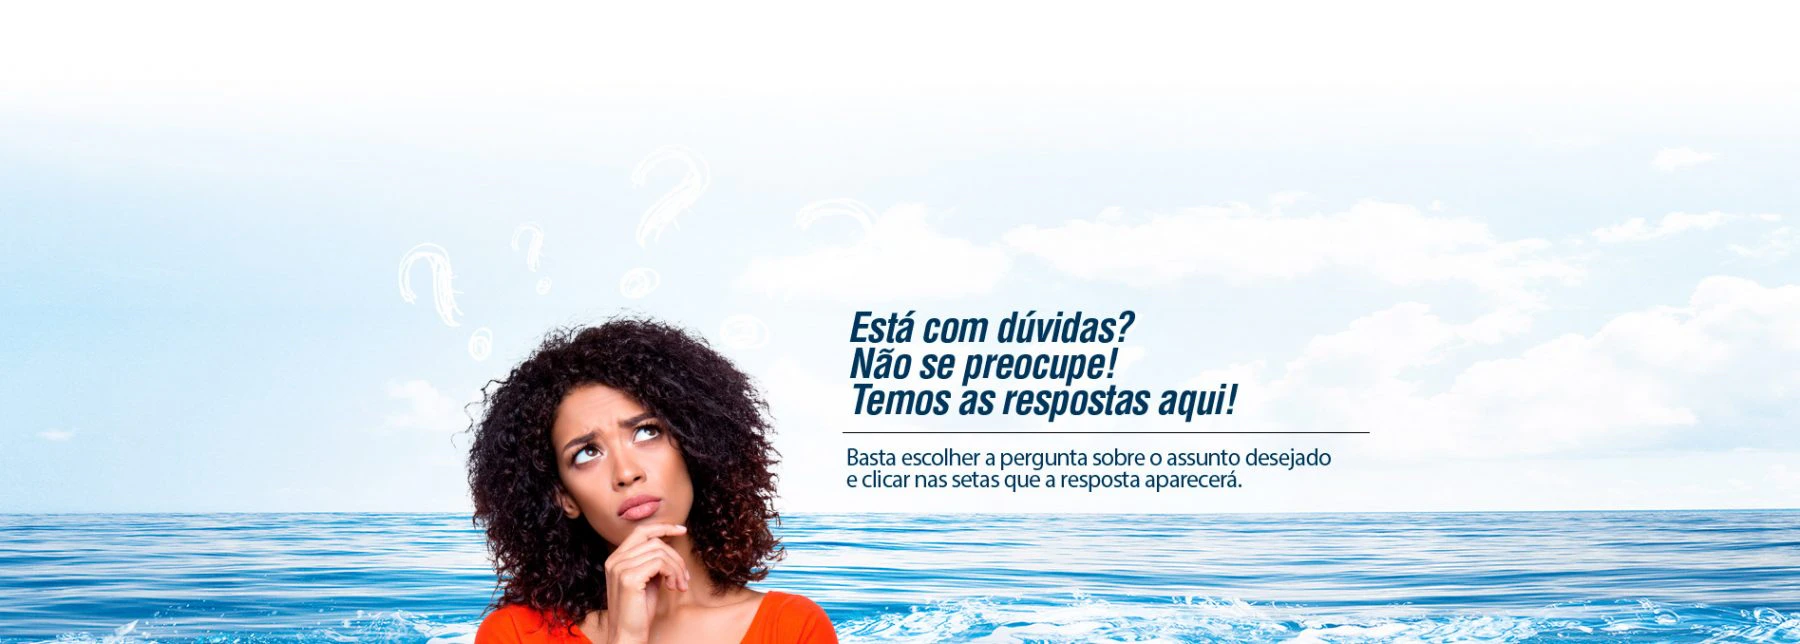 Está com dúvidas?
Não se preocupe!
Temos as respostas aqui!
Basta escolher a pergunta sobre o assunto desejado
e clicar nas setas que a resposta aparecerá.